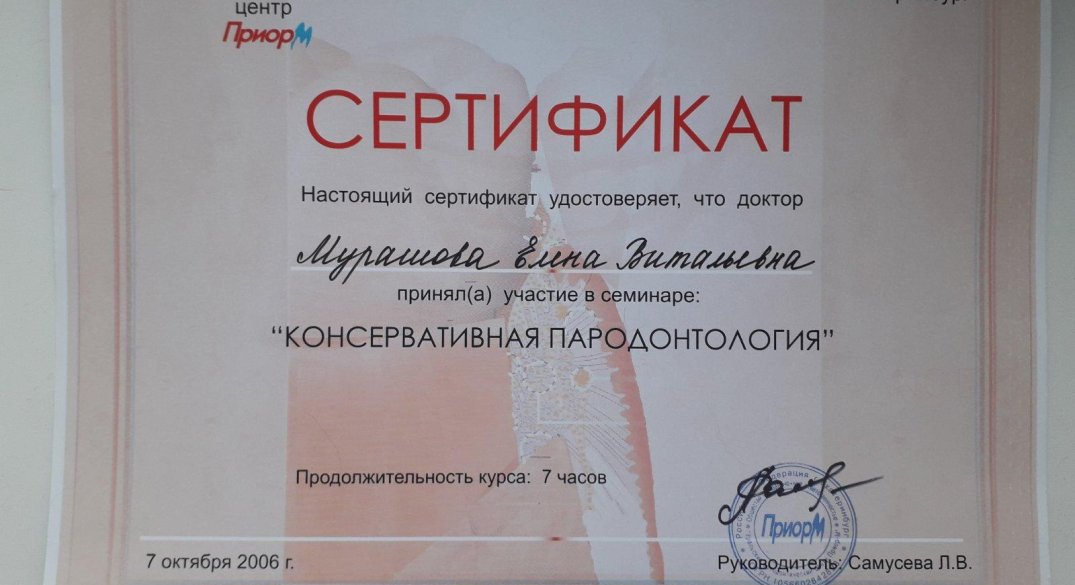 центр
ПриорМ
СЕРТИФИКАТ
Настоящий сертификат удостоверяет, что доктор
Мурашова Елена Витальевна
принял(а) участие в семинаре:
“КОНСЕРВАТИВНАЯ ПАРОДОНТОЛОГИЯ”
Продолжительность курса: 7 часов
ПриорМ
7 октября 2006 г.
Руководитель: Самусева Л.В.